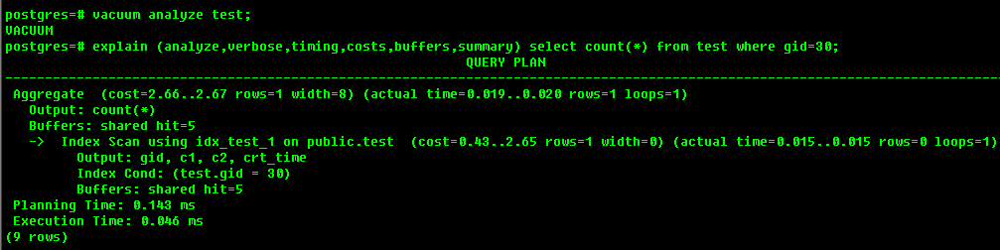 postgres=# vacuum analyze test;
VACUUM
postgres=# explain (analyze,verbose,timing,costs,buffers,summary) select count(*) from test where gid=30;
QUERY PLAN
-----------------------------------------------------------------------------------------------------------------------------
Aggregate  (cost=2.66..2.67 rows=1 width=8) (actual time=0.019..0.020 rows=1 loops=1)
  Output: count(*)
  Buffers: shared hit=5
  ->  Index Scan using idx_test_1 on public.test  (cost=0.43..2.65 rows=1 width=0) (actual time=0.015..0.015 rows=0 loops=1)
        Output: gid, c1, c2, crt_time
        Index Cond: (test.gid = 30)
        Buffers: shared hit=5
Planning Time: 0.143 ms
Execution Time: 0.046 ms
(9 rows)